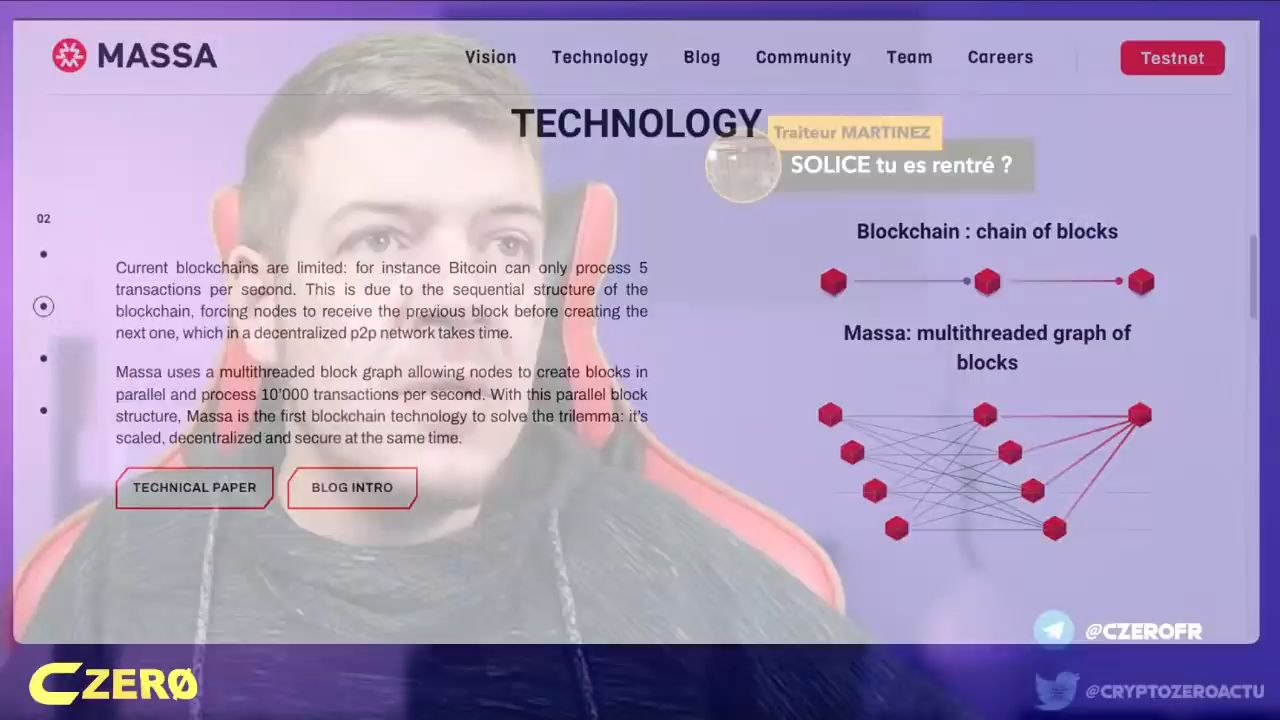 MASSA
Vision Technology Blog Community Team Careers Testnet
TECHNOLOGY
Traiteur MARTINEZ
SOLICE tu es rentré ?
02
Current blockchains are limited: for instance Bitcoin can only process 5
transactions per second. This is due to the sequential structure of the
blockchain, forcing nodes to receive the previous block before creating the
next one, which in a decentralized p2p network takes time.
Massa uses a multithreaded block graph allowing nodes to create blocks in
parallel and process 10'000 transactions per second. With this parallel block
structure, Massa is the first blockchain technology to solve the trilemma: it's
scaled, decentralized and secure at the same time.
TECHNICAL PAPER BLOG INTRO
Blockchain : chain of blocks
Massa: multithreaded graph of
blocks
@CZEROFR
CZERØ
@CRYPTOZEROACTU